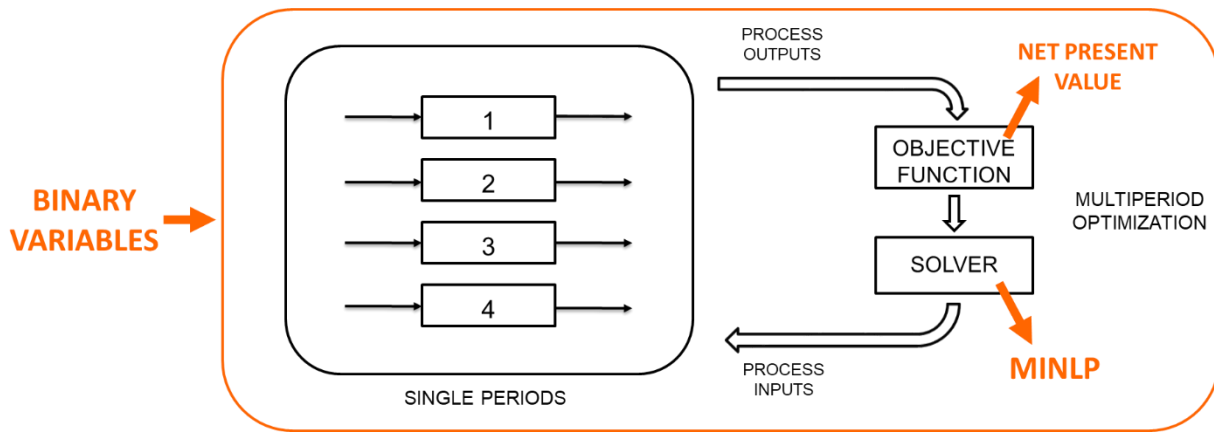 BINARY
VARIABLES
1
2
3
4
SINGLE PERIODS
PROCESS
OUTPUTS
NET PRESENT
VALUE
OBJECTIVE
FUNCTION
MULTIPERIOD
OPTIMIZATION
SOLVER
PROCESS
INPUTS
MINLP